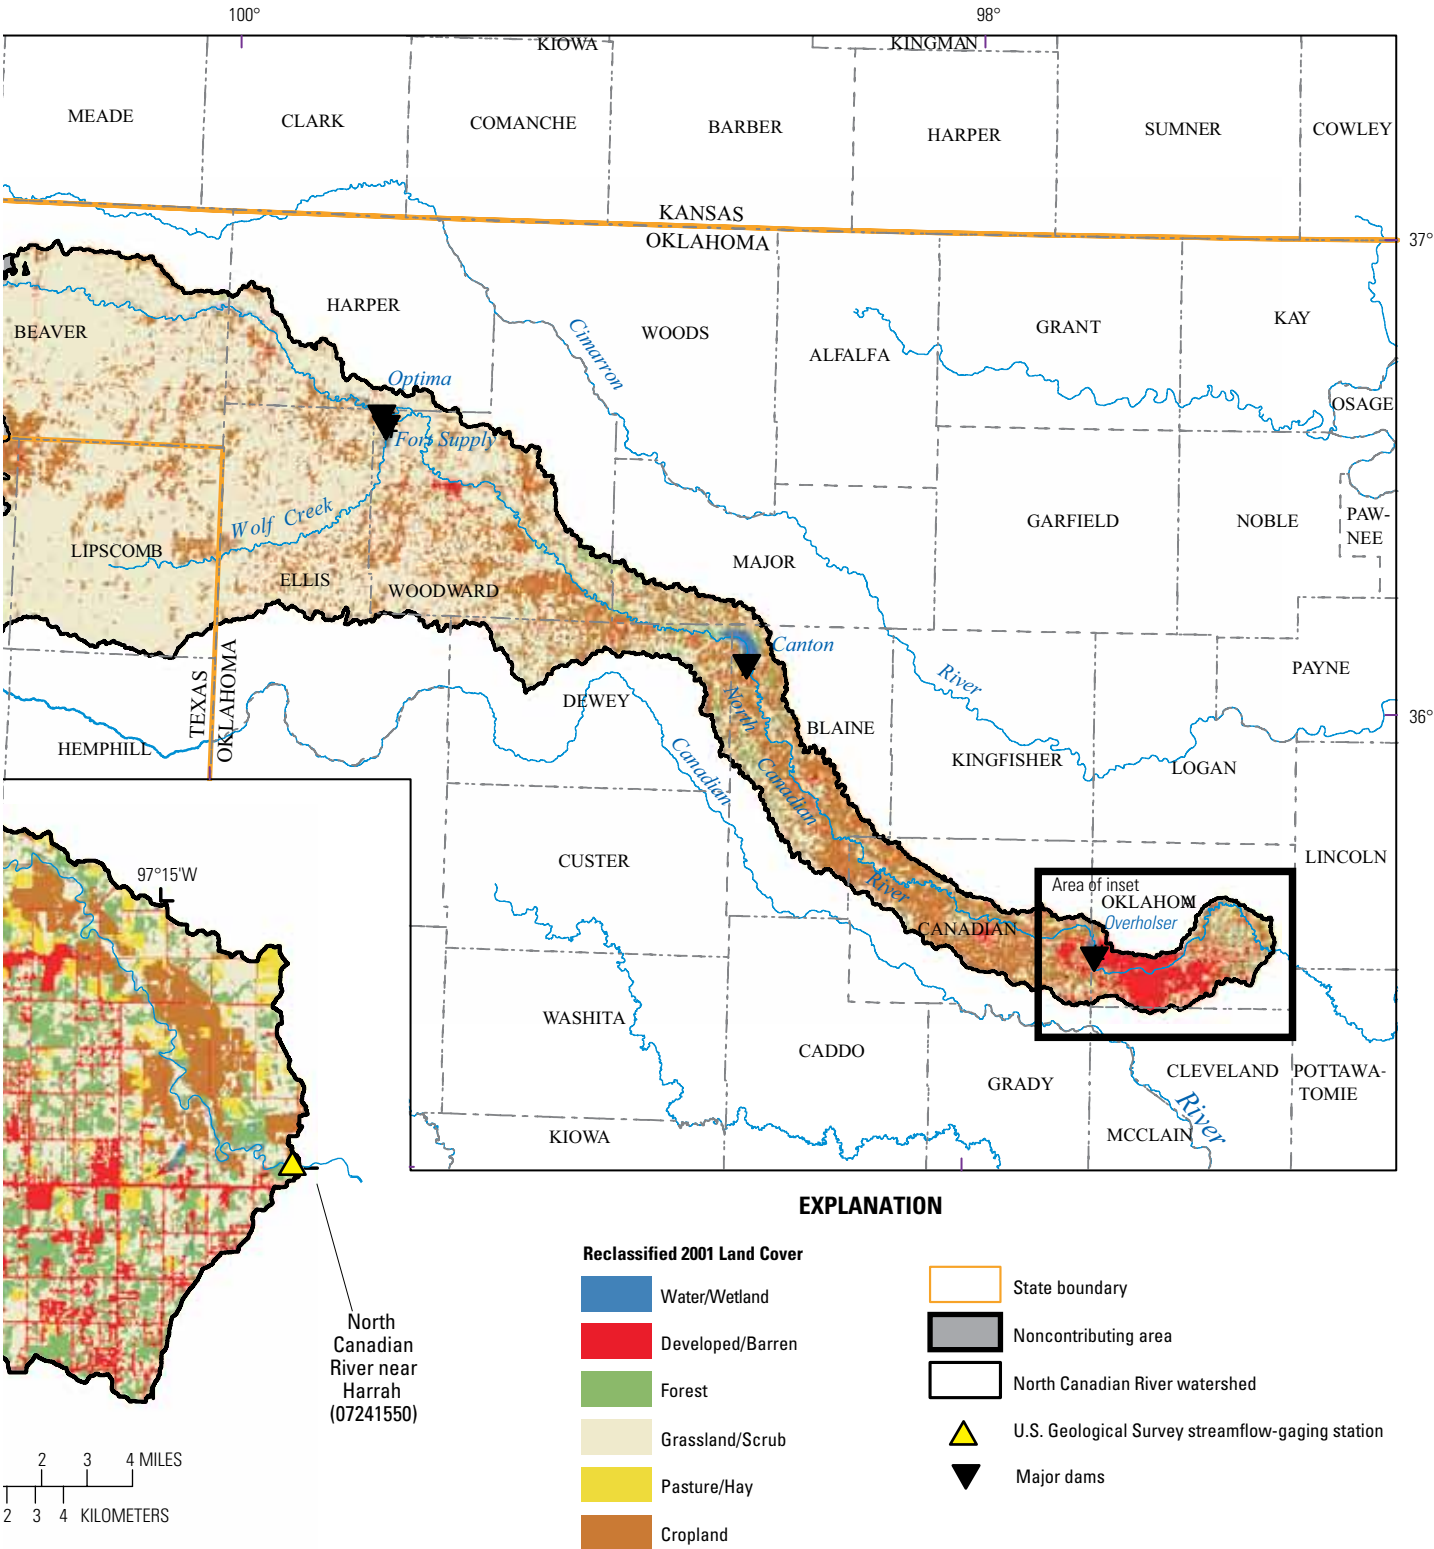 100°
98°
KIOWA
KINGMAN
MEADE
CLARK
COMANCHE
BARBER
HARPER
SUMNER
COWLEY
KANSAS
OKLAHOMA
37°
HARPER
BEAVER
WOODS
Cimarron
ALFALFA
GRANT
KAY
Optima
OSAGE
Fort Supply
Wolf Creek
LIPSCOMB
ELLIS
WOODWARD
MAJOR
GARFIELD
NOBLE
PAW-
NEE
Canton
River
PAYNE
TEXAS
OKLAHOMA
HEMPHILL
DEWEY
North
Canadian
River
BLAINE
Canadian
KINGFISHER
LOGAN
36°
CUSTER
LINCOLN
Area of inset
OKLAHOM
Overholser
CANADIAN
97°15'W
WASHITA
CADDO
GRADY
CLEVELAND
POTTAWA-
TOMIE
River
MCCLAIN
KIOWA
North
Canadian
River near
Harrah
(07241550)
2 3 4 MILES
2 3 4 KILOMETERS
EXPLANATION
Reclassified 2001 Land Cover
Water/Wetland
Developed/Barren
Forest
Grassland/Scrub
Pasture/Hay
Cropland
State boundary
Noncontributing area
North Canadian River watershed
U.S. Geological Survey streamflow-gaging station
Major dams